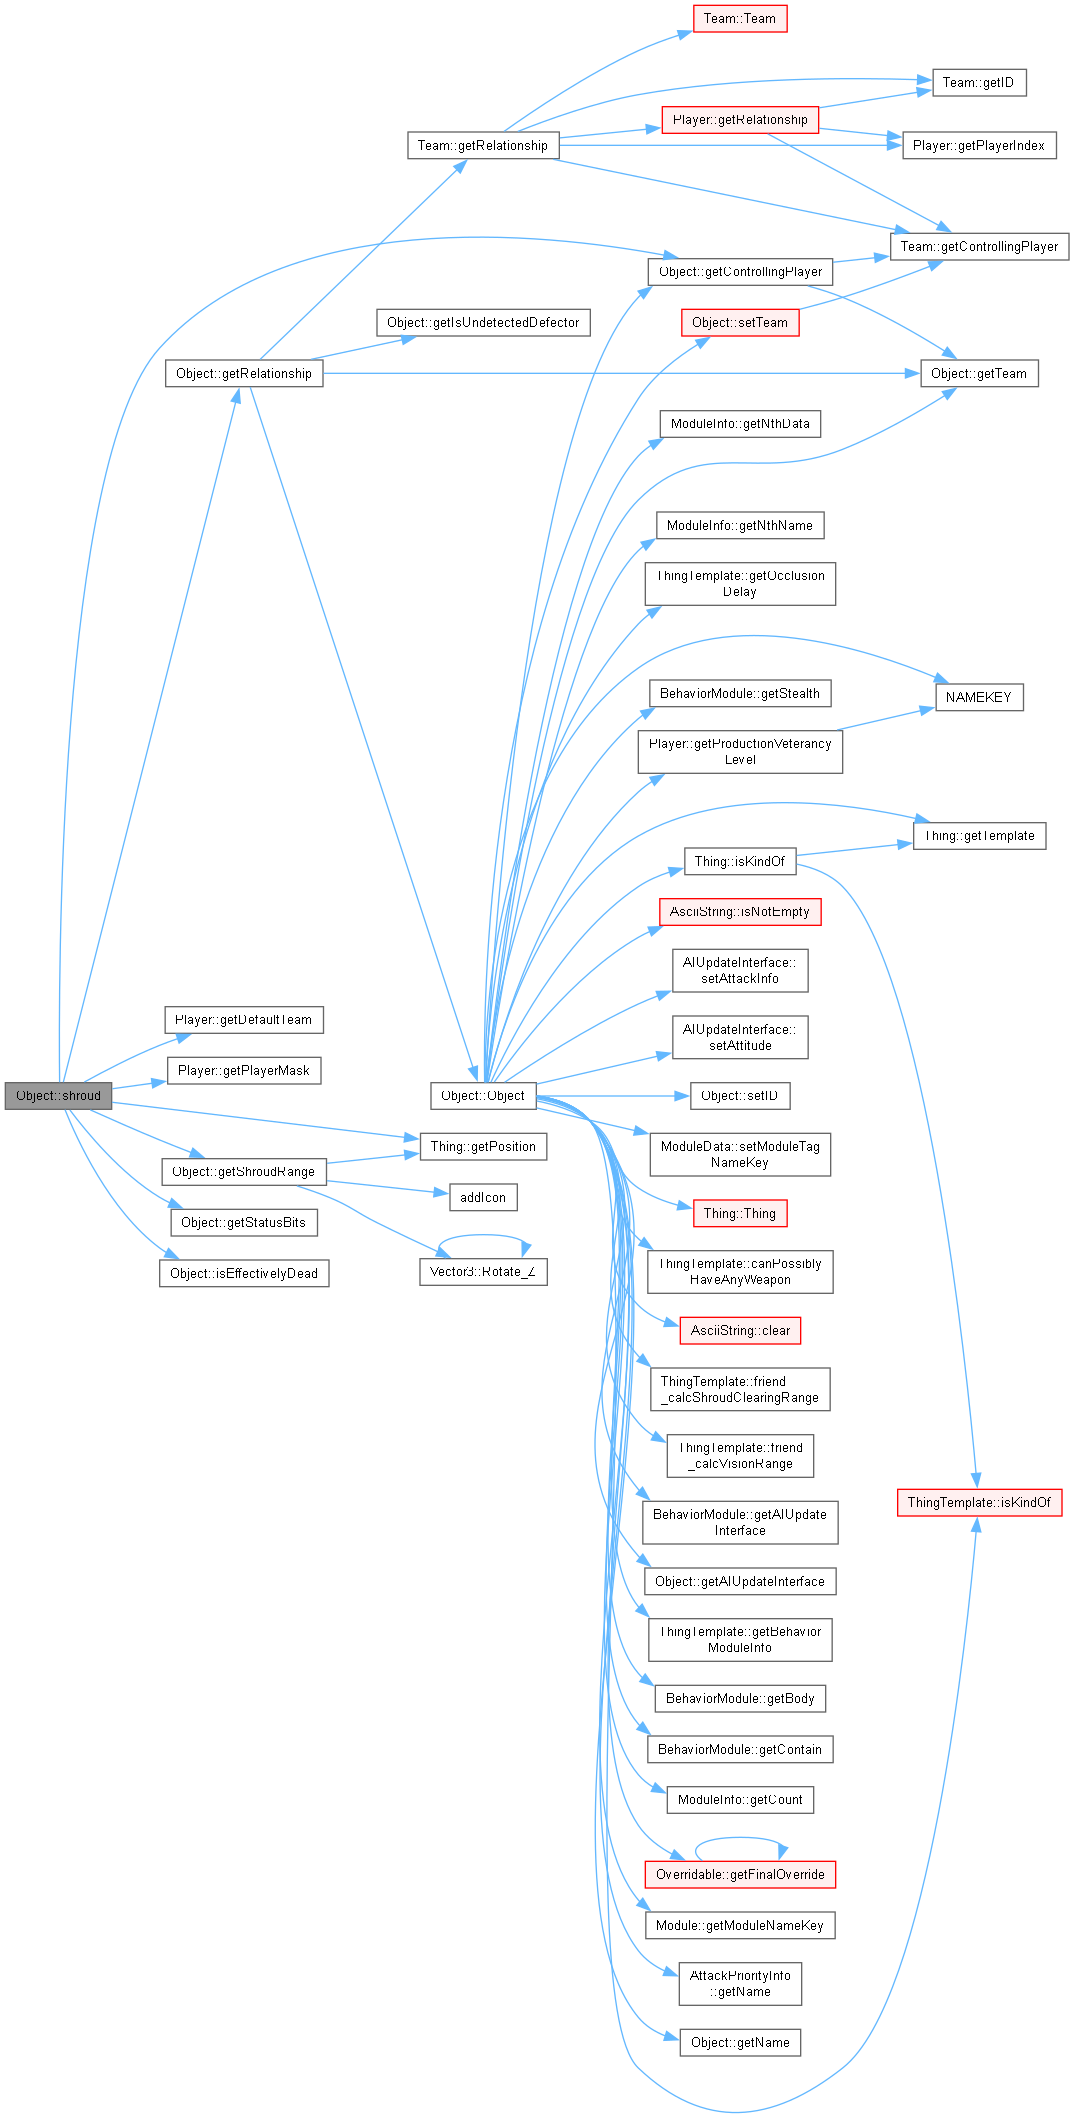 Team::Team
Team::getID
Player::getRelationship
Team::getRelationship
Player::getPlayerIndex
Team::getControllingPlayer
Object::getControllingPlayer
Object::getIsUndetectedDefector
Object::setTeam
Object::getRelationship
Object::getTeam
ModuleInfo::getNthData
ModuleInfo::getNthName
ThingTemplate::getOcclusion
Delay
BehaviorModule::getStealth
NAMEKEY
Player::getProductionVeterancy
Level
Thing::getTemplate
Thing::isKindOf
AsciiString::isNotEmpty
AIUpdateInterface::
setAttackInfo
Player::getDefaultTeam
AIUpdateInterface::
setAttitude
Player::getPlayerMask
Object::shroud
Object::Object
Object::setID
Thing::getPosition
ModuleData::setModuleTag
NameKey
Object::getShroudRange
addIcon
Thing::Thing
Object::getStatusBits
Object::isEffectivelyDead
Vector3::Rotate_Z
ThingTemplate::canPossibly
HaveAnyWeapon
AsciiString::clear
ThingTemplate::friend
_calcShroudClearingRange
ThingTemplate::friend
_calcVisionRange
BehaviorModule::getAIUpdate
Interface
ThingTemplate::isKindOf
Object::getAIUpdateInterface
ThingTemplate::getBehavior
ModuleInfo
BehaviorModule::getBody
BehaviorModule::getContain
ModuleInfo::getCount
Overridable::getFinalOverride
Module::getModuleNameKey
AttackPriorityInfo
::getName
Object::getName